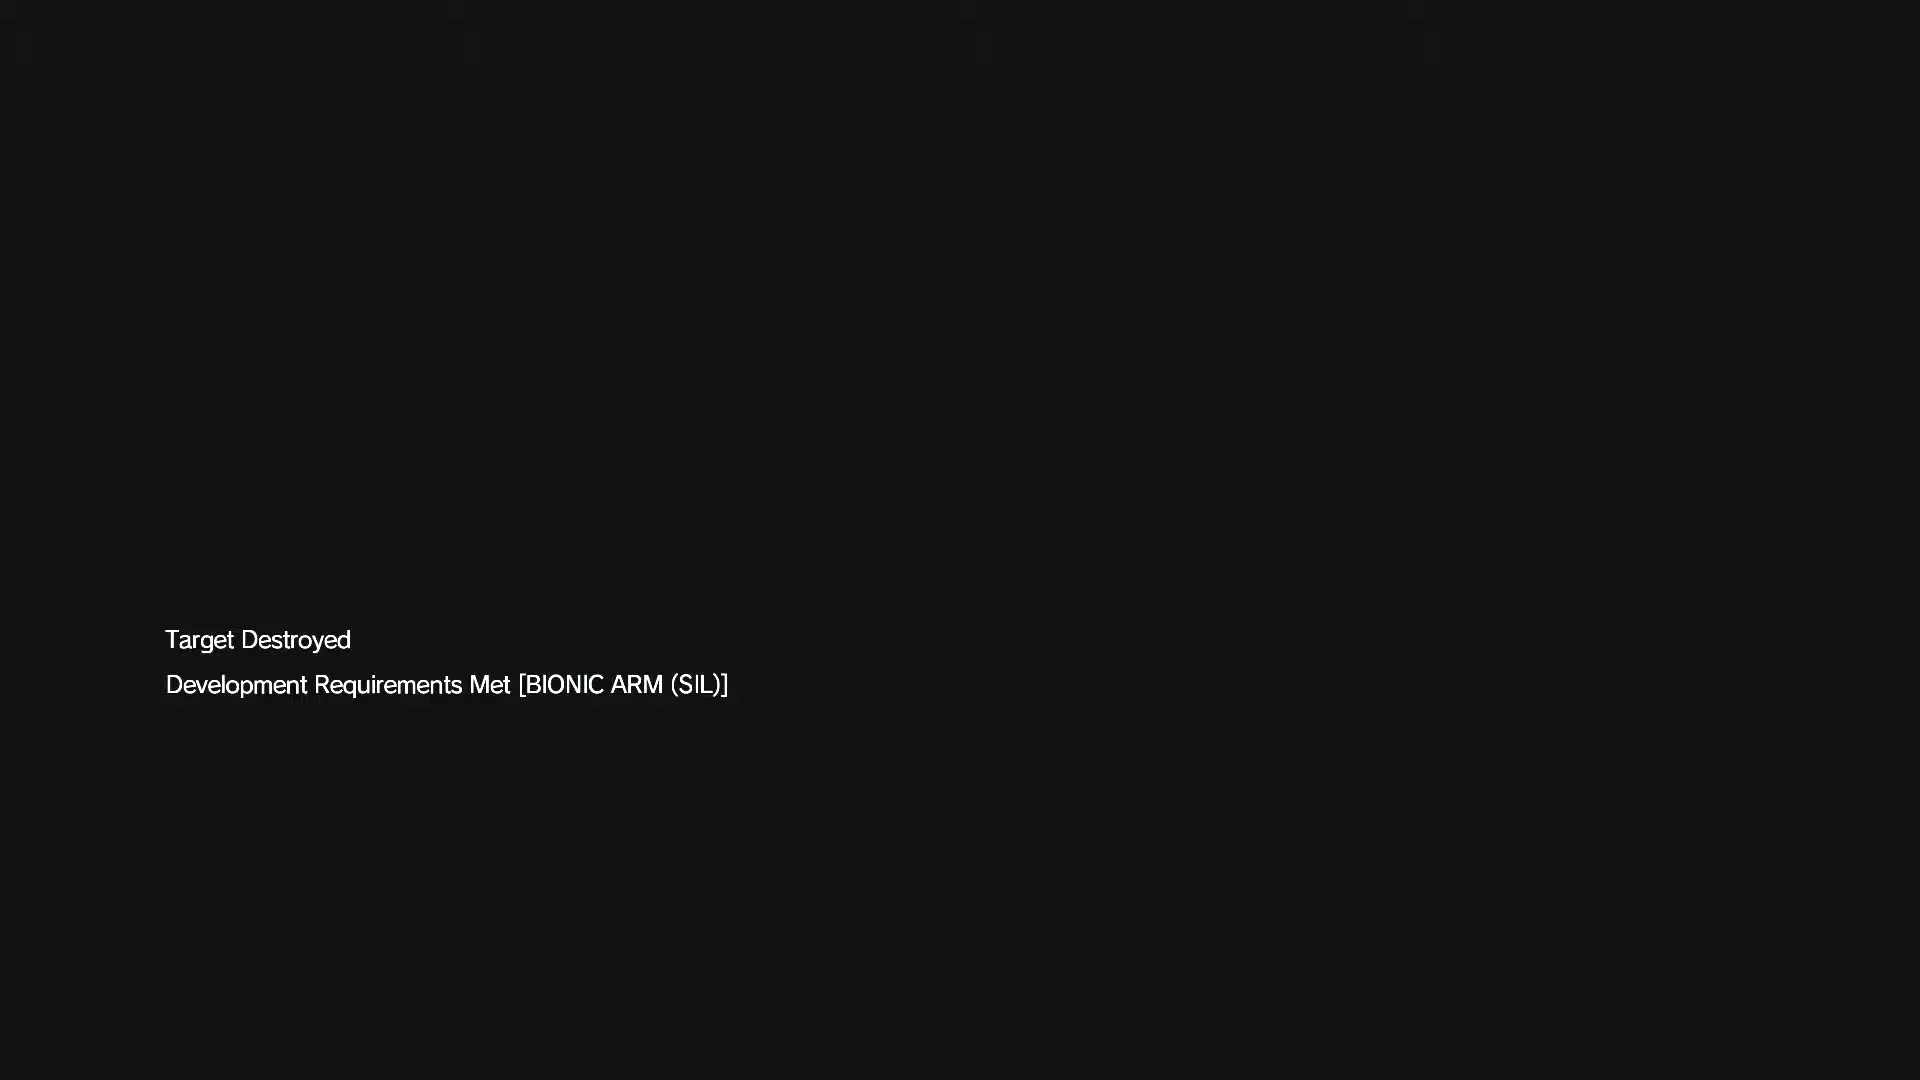 Target Destroyed
Development Requirements Met [BIONIC ARM (SIL)]